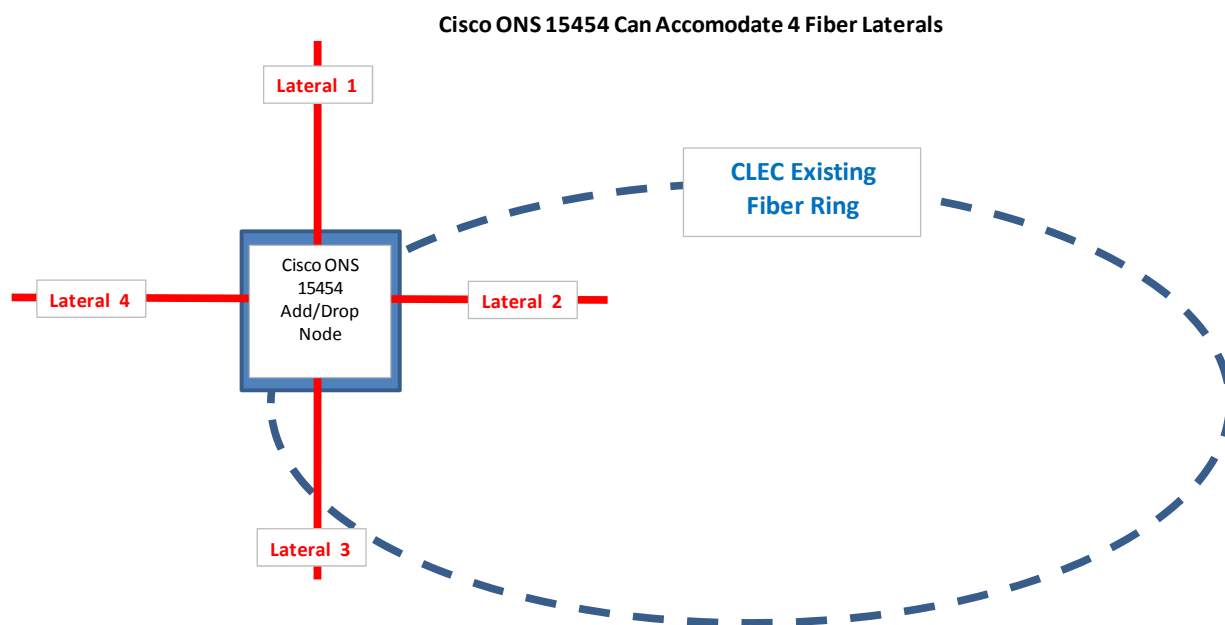 Cisco ONS 15454 Can Accomodate 4 Fiber Laterals
Lateral 1
CLEC Existing
Fiber Ring
Cisco ONS
15454
Add/Drop
Node
Lateral 4
Lateral 2
Lateral 3